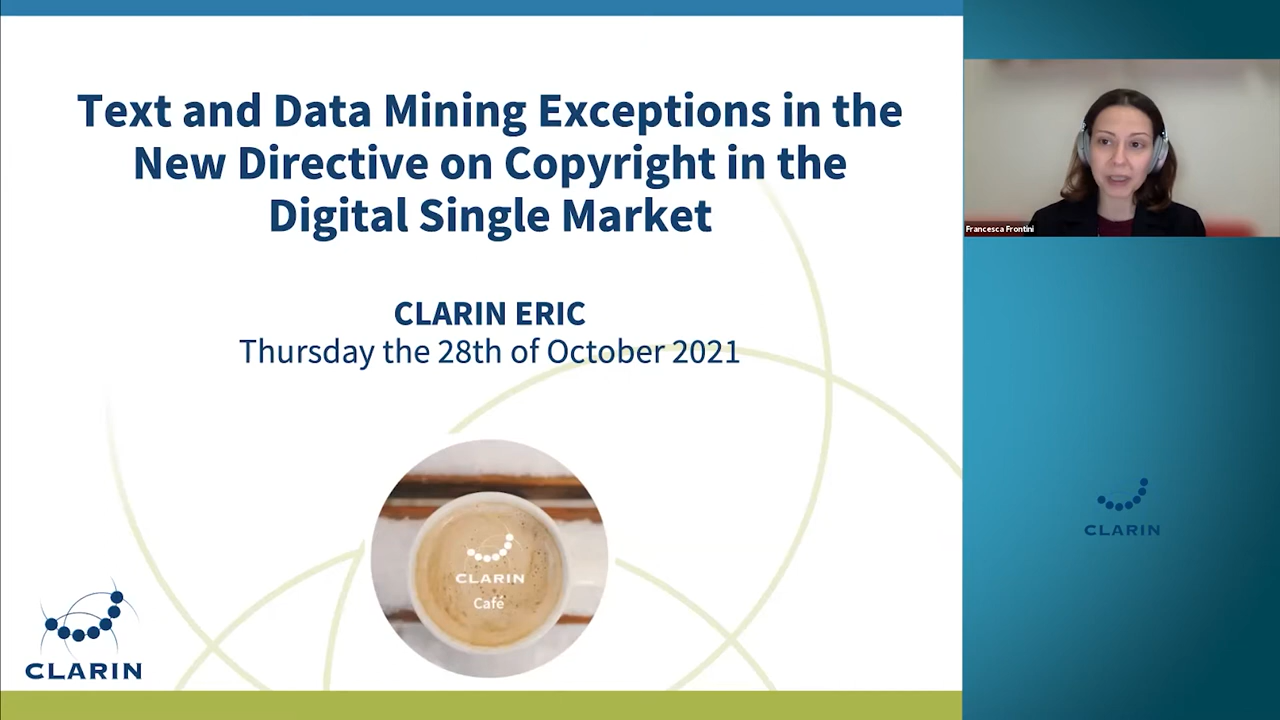 Text and Data Mining Exceptions in the
New Directive on Copyright in the
Digital Single Market
CLARIN ERIC
Thursday the 28th of October 2021
CLARIN
Café
CLARIN
Francesca Frontini
CLARIN